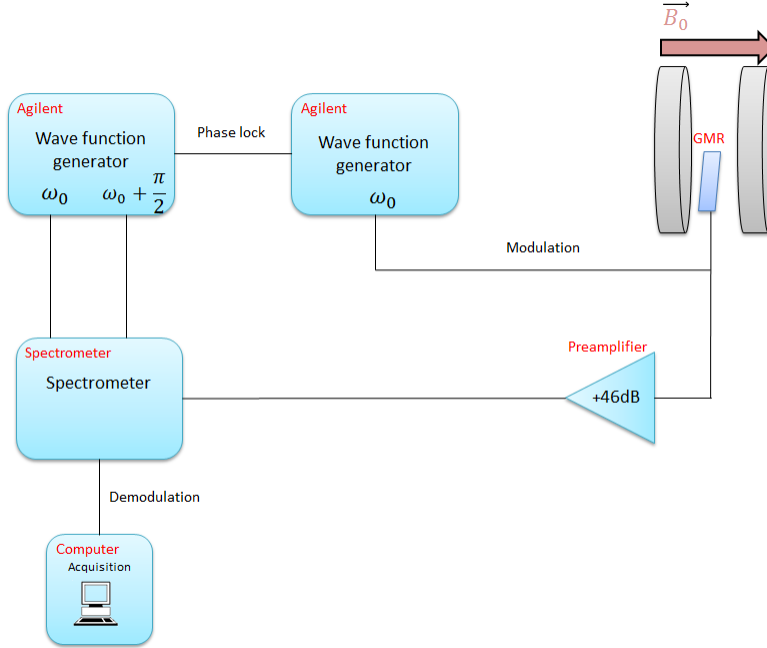 B₀
Agilent
Wave function
generator
ω₀ ω₀ + π/2
Phase lock
Agilent
Wave function
generator
ω₀
GMR
Modulation
Spectrometer
Spectrometer
Preamplifier
+46dB
Demodulation
Computer
Acquisition